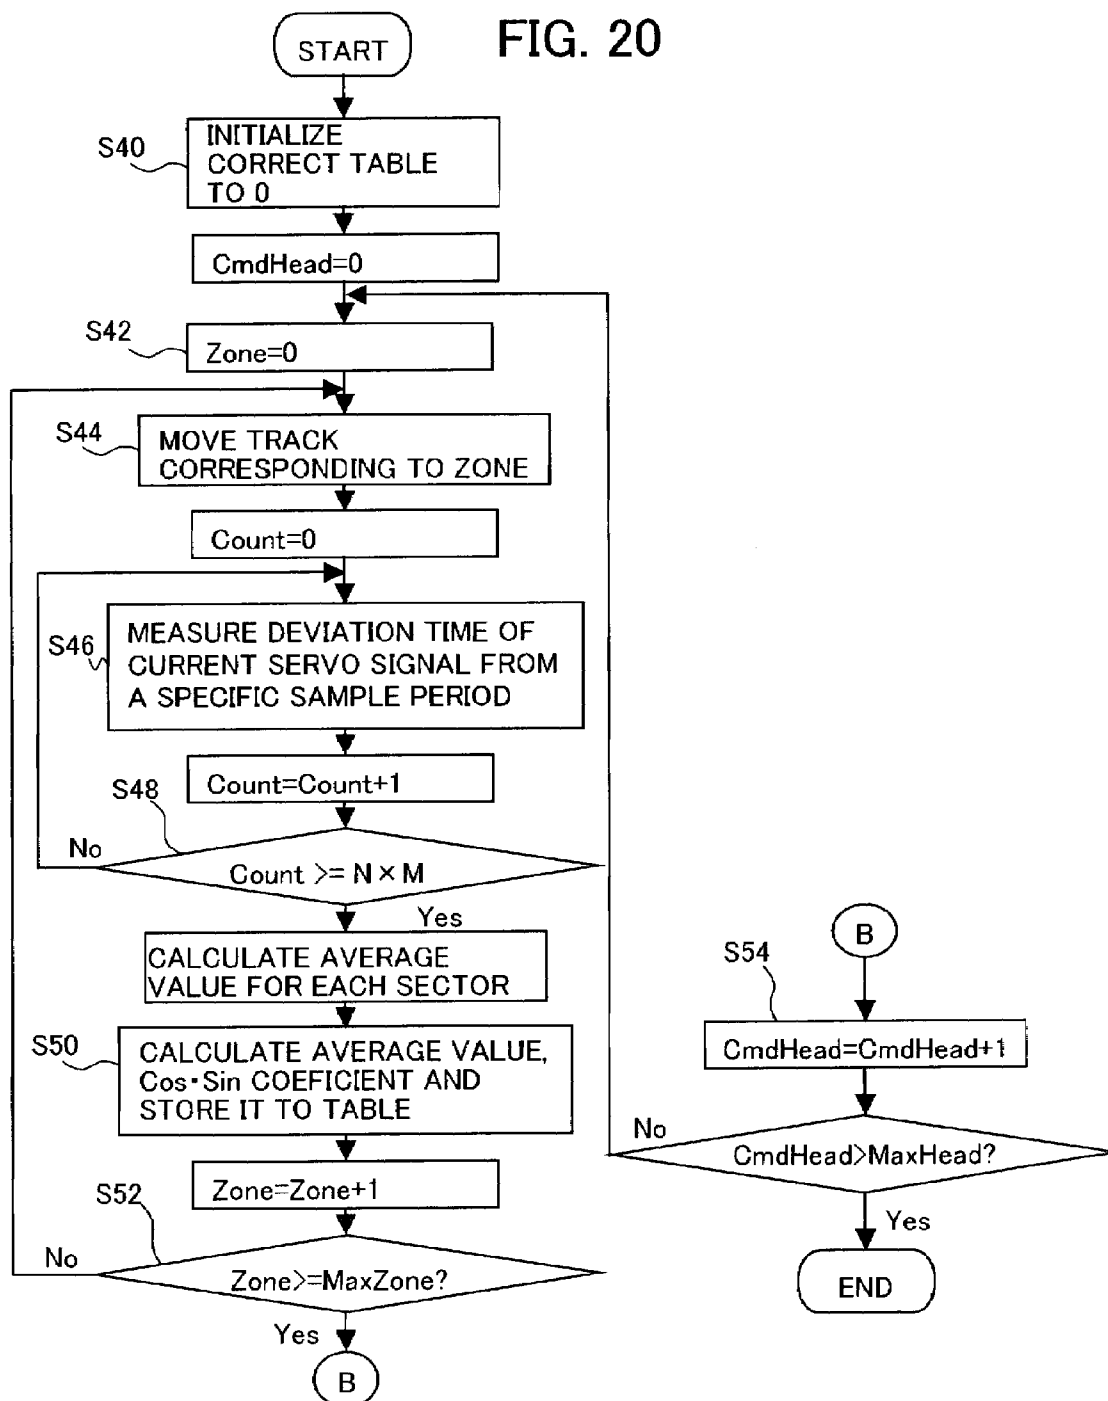 FIG. 20
START
S40
INITIALIZE
CORRECT TABLE
TO 0
CmdHead=0
S42
Zone=0
S44
MOVE TRACK
CORRESPONDING TO ZONE
Count=0
S46
MEASURE DEVIATION TIME OF
CURRENT SERVO SIGNAL FROM
A SPECIFIC SAMPLE PERIOD
Count=Count+1
S48
No
Count >= N×M
Yes
CALCULATE AVERAGE
VALUE FOR EACH SECTOR
S50
CALCULATE AVERAGE VALUE,
Cos·Sin COEFICIENT AND
STORE IT TO TABLE
Zone=Zone+1
S52
No
Zone>=MaxZone?
Yes
B
B
S54
CmdHead=CmdHead+1
No
CmdHead>MaxHead?
Yes
END